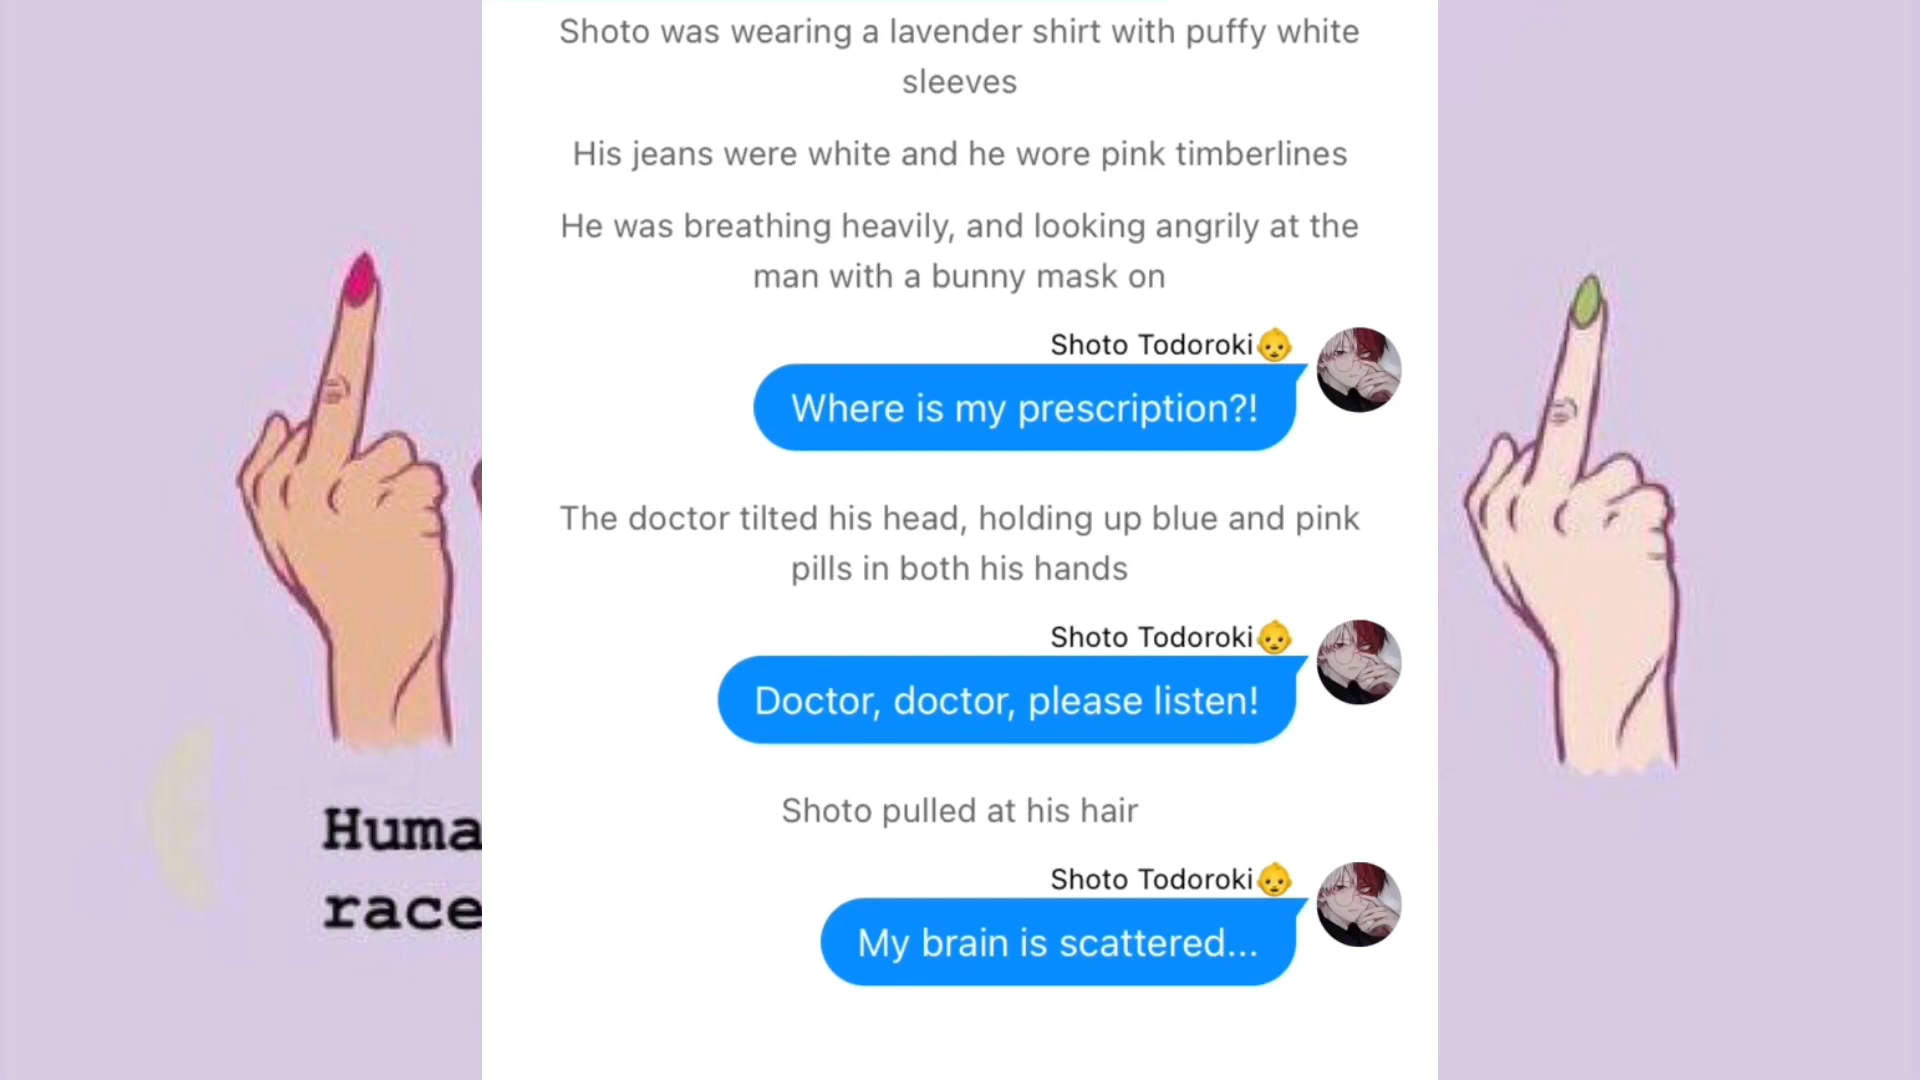 Shoto was wearing a lavender shirt with puffy white
sleeves
His jeans were white and he wore pink timberlines
He was breathing heavily, and looking angrily at the
man with a bunny mask on
Shoto Todoroki👶
Where is my prescription?!
The doctor tilted his head, holding up blue and pink
pills in both his hands
Shoto Todoroki👶
Doctor, doctor, please listen!
Shoto pulled at his hair
Shoto Todoroki👶
My brain is scattered...
Huma
race